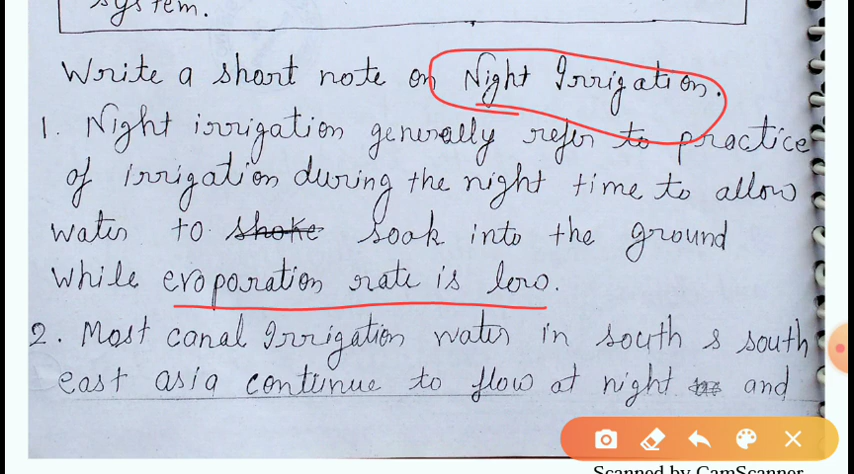 system.
Write a short note on Night Irrigation.
1. Night irrigation generally refer to practice
of irrigation during the night time to allow
water to shoke soak into the ground
while evoporation rate is low.
2. Most canal Irrigation water in south & south
east asia continue to flow at night and
Scanned by CamScanner